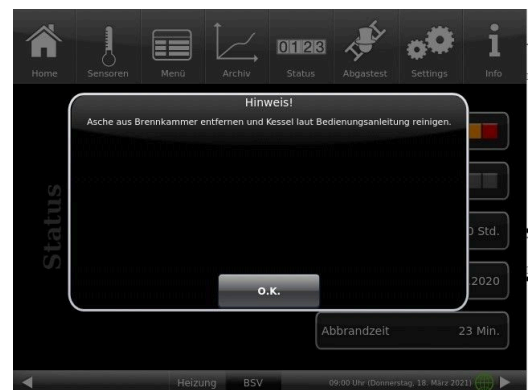 0123
Home Sensoren Menü Archiv Status Abgastest Settings Info
Hinweis!
Asche aus Brennkammer entfernen und Kessel laut Bedienungsanleitung reinigen.
Status
Std.
2020
O.K.
Abbrandzeit 23 Min.
Heizung BSV 09:00 Uhr (Donnerstag, 18. März 2021)